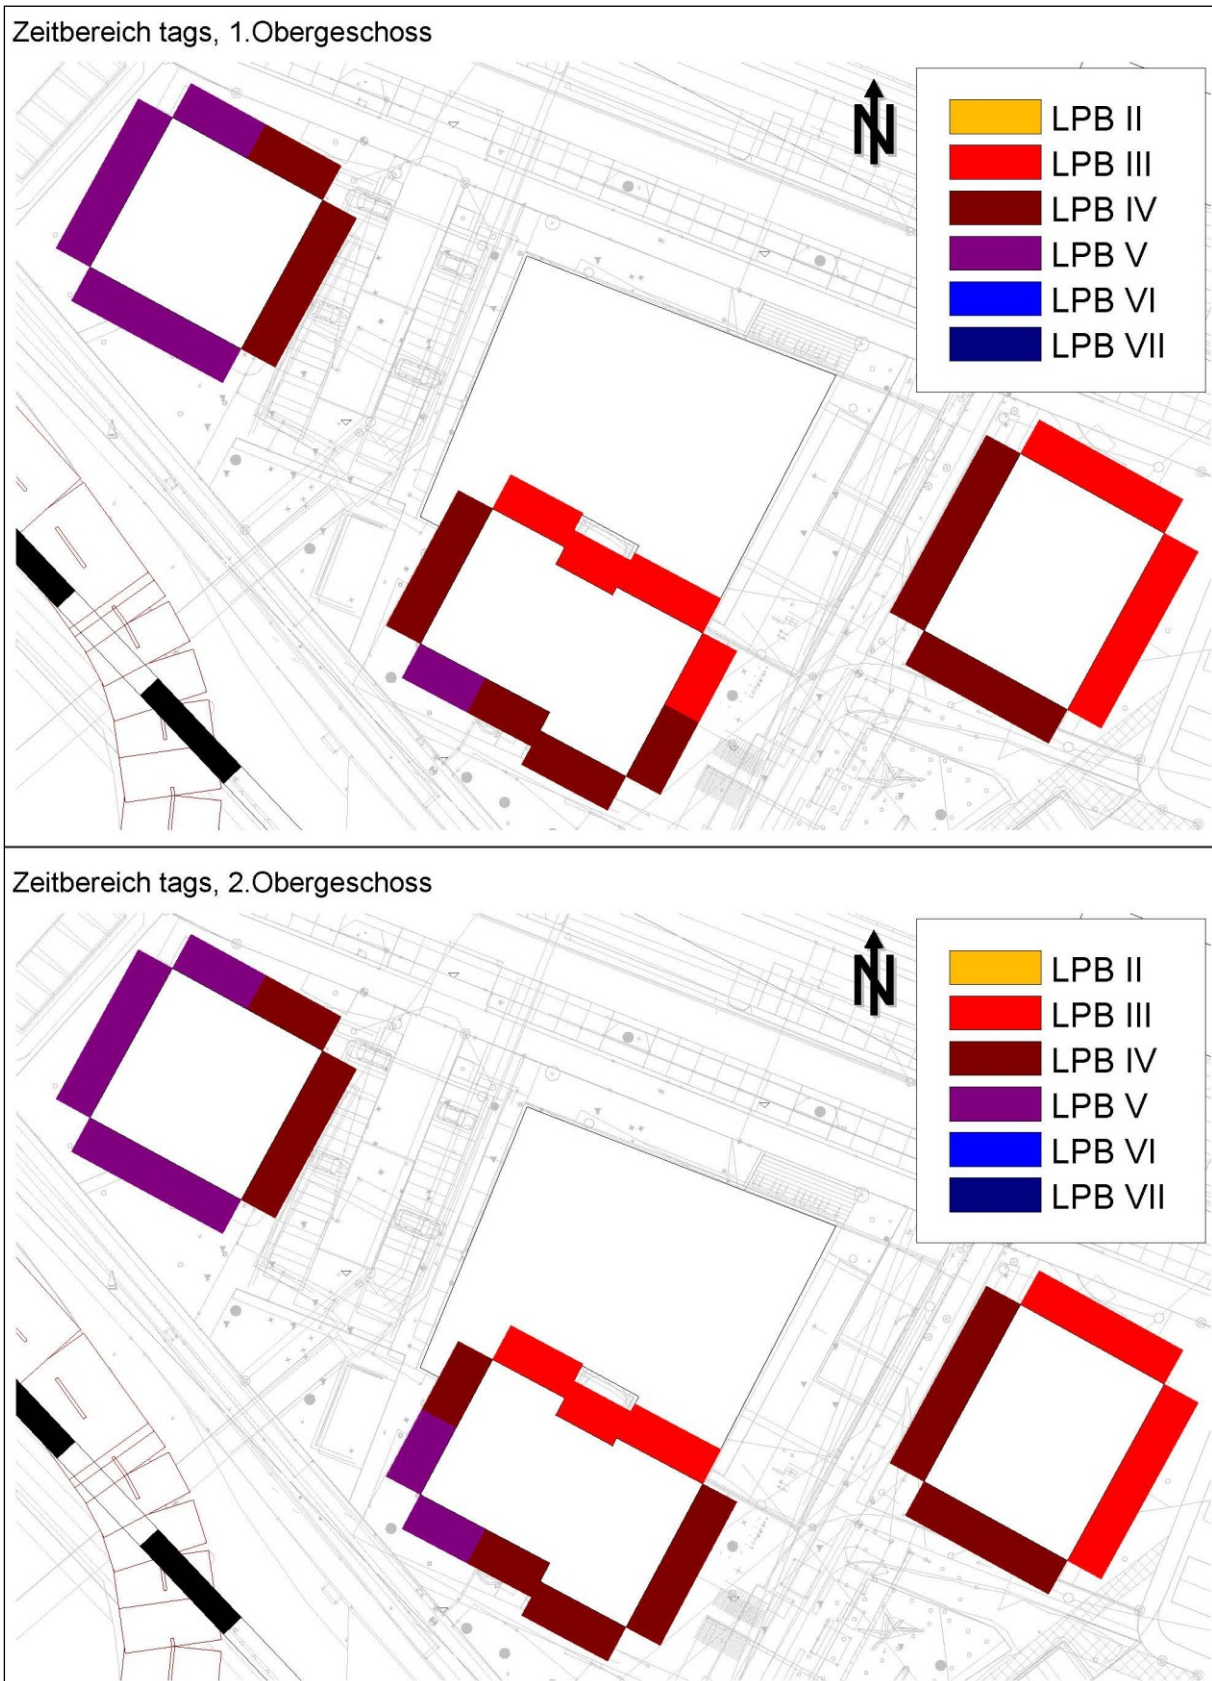 Zeitbereich tags, 1.Obergeschoss
N
LPB II
LPB III
LPB IV
LPB V
LPB VI
LPB VII
Zeitbereich tags, 2.Obergeschoss
N
LPB II
LPB III
LPB IV
LPB V
LPB VI
LPB VII